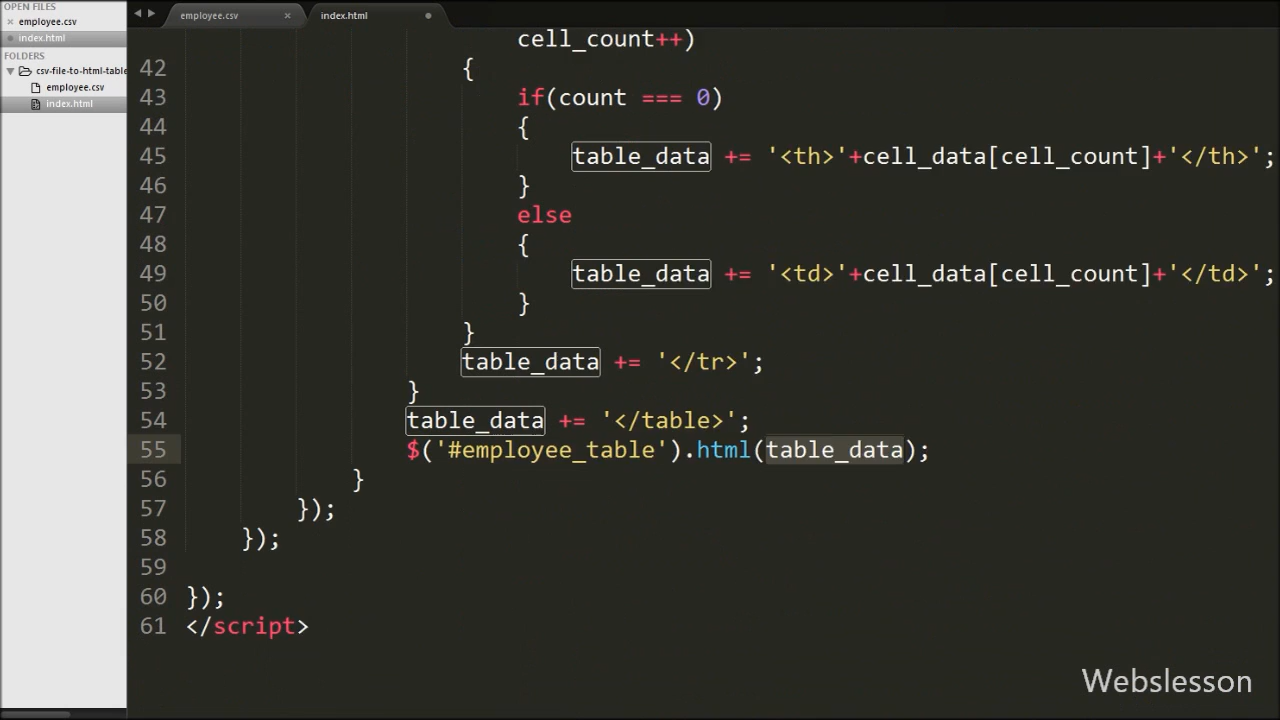 OPEN FILES
employee.csv
index.html
FOLDERS
csv-file-to-html-table
employee.csv
index.html
employee.csv
index.html
cell_count++)
42 {
43 if(count === 0)
44 {
45 table_data += '<th>'+cell_data[cell_count]+'</th>';
46 }
47 else
48 {
49 table_data += '<td>'+cell_data[cell_count]+'</td>';
50 }
51 }
52 table_data += '</tr>';
53 }
54 table_data += '</table>';
55 $('#employee_table').html(table_data);
56 }
57 });
58 });
59
60 });
61 </script>
Webslesson